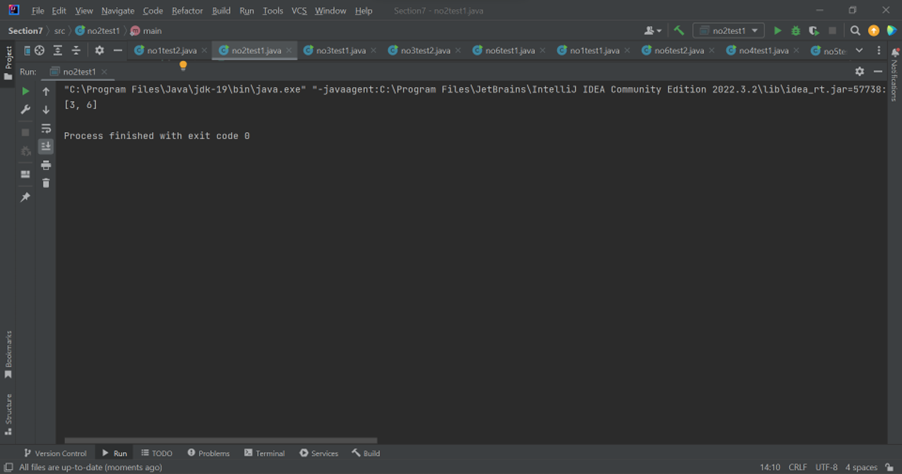 File Edit View Navigate Code Refactor Build Run Tools VCS Window Help Section7 - no2test1.java
Section7 src no2test1 main no2test1
Project no1test2.java no2test1.java no3test1.java no3test2.java no6test1.java no1test1.java no6test2.java no4test1.java no5te
Notifications
Run: no2test1
"C:\Program Files\Java\jdk-19\bin\java.exe" "-javaagent:C:\Program Files\JetBrains\IntelliJ IDEA Community Edition 2022.3.2\lib\idea_rt.jar=57738:
[3, 6]
Process finished with exit code 0
Bookmarks
Structure
Version Control Run TODO Problems Terminal Services Build
All files are up-to-date (moments ago) 14:10 CRLF UTF-8 4 spaces